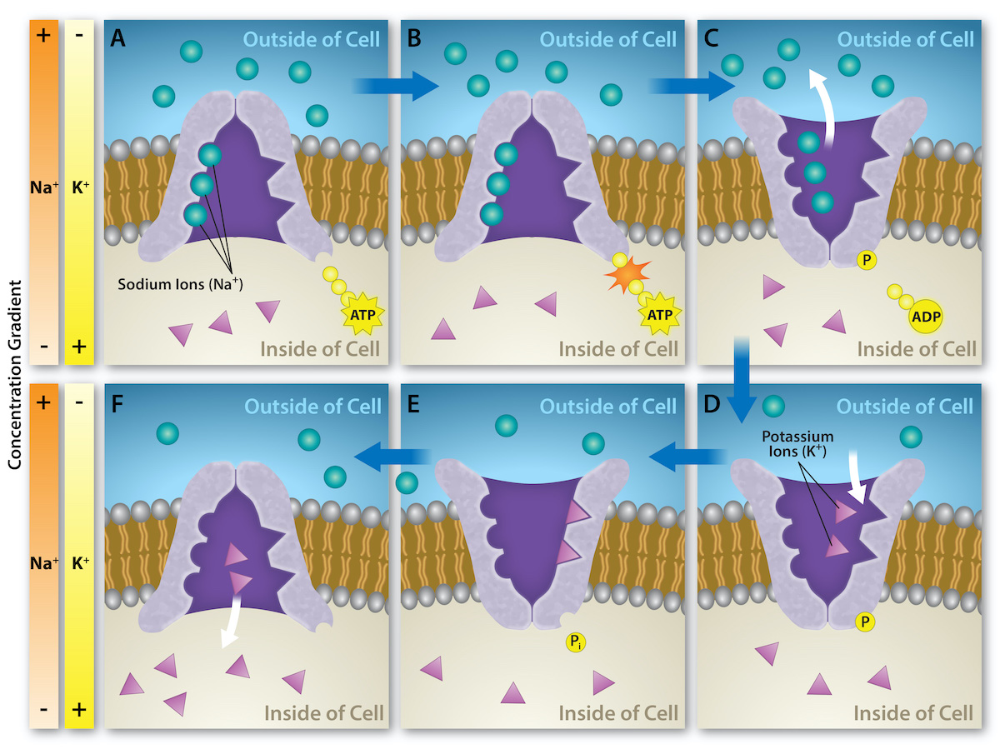 Concentration Gradient
+
-
Na⁺
K⁺
-
+
A
Outside of Cell
Sodium Ions (Na⁺)
ATP
Inside of Cell
B
Outside of Cell
ATP
Inside of Cell
C
Outside of Cell
P
ADP
Inside of Cell
+
-
Na⁺
K⁺
-
+
F
Outside of Cell
Inside of Cell
E
Outside of Cell
Pᵢ
Inside of Cell
D
Outside of Cell
Potassium
Ions (K⁺)
P
Inside of Cell